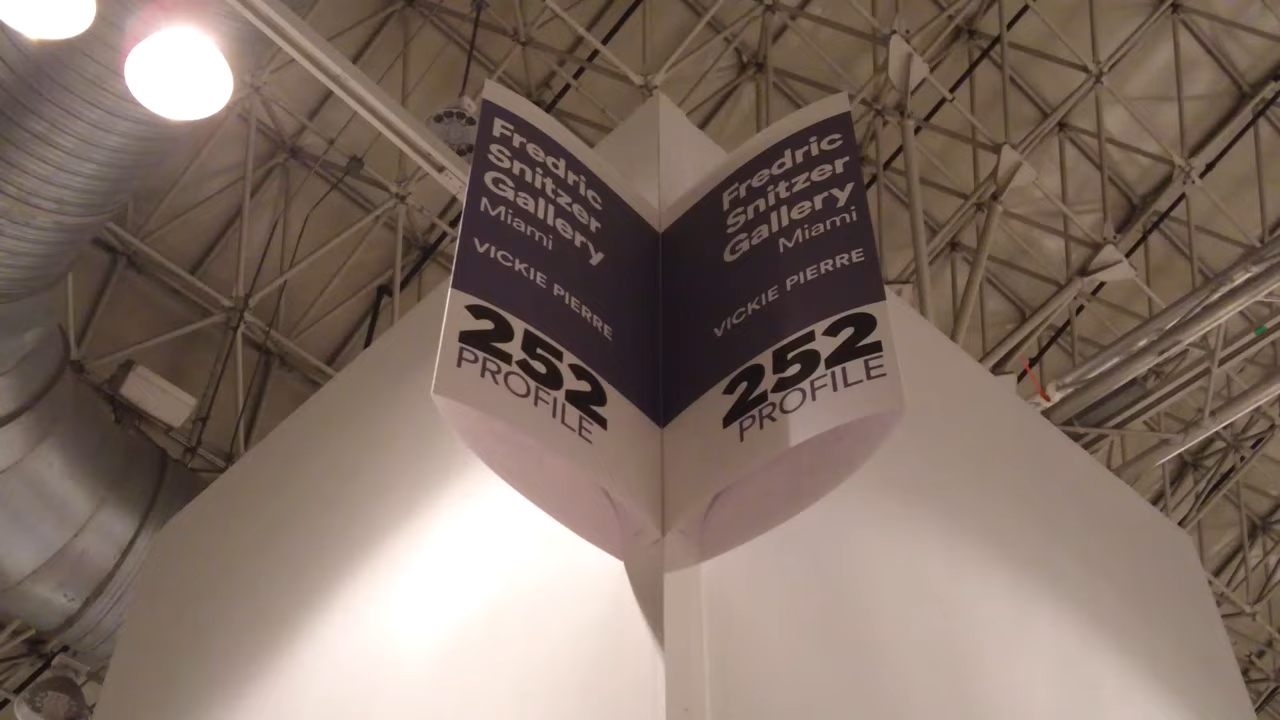 Fredric
Snitzer
Gallery
Miami
VICKIE PIERRE
252
PROFILE
Fredric
Snitzer
Gallery
Miami
VICKIE PIERRE
252
PROFILE